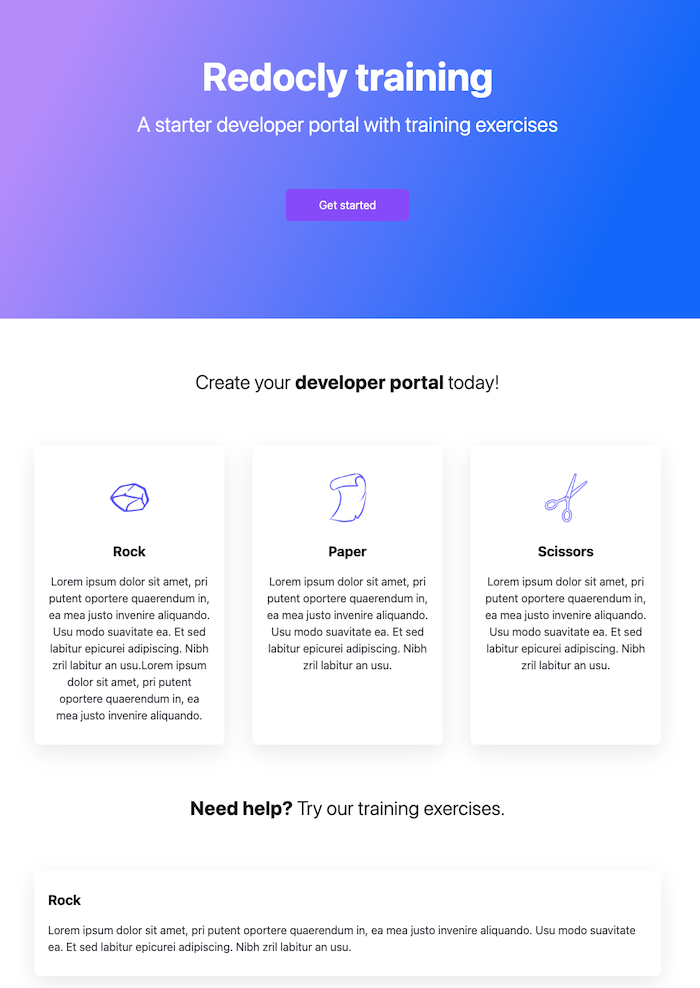 Redocly training
A starter developer portal with training exercises
Get started
Create your developer portal today!
Rock
Lorem ipsum dolor sit amet, pri
putent oportere quaerendum in,
ea mea justo invenire aliquando.
Usu modo suavitate ea. Et sed
labitur epicurei adipiscing. Nibh
zril labitur an usu.Lorem ipsum
dolor sit amet, pri putent
oportere quaerendum in, ea
mea justo invenire aliquando.
Paper
Lorem ipsum dolor sit amet, pri
putent oportere quaerendum in,
ea mea justo invenire aliquando.
Usu modo suavitate ea. Et sed
labitur epicurei adipiscing. Nibh
zril labitur an usu.
Scissors
Lorem ipsum dolor sit amet, pri
putent oportere quaerendum in,
ea mea justo invenire aliquando.
Usu modo suavitate ea. Et sed
labitur epicurei adipiscing. Nibh
zril labitur an usu.
Need help? Try our training exercises.
Rock
Lorem ipsum dolor sit amet, pri putent oportere quaerendum in, ea mea justo invenire aliquando. Usu modo suavitate
ea. Et sed labitur epicurei adipiscing. Nibh zril labitur an usu.